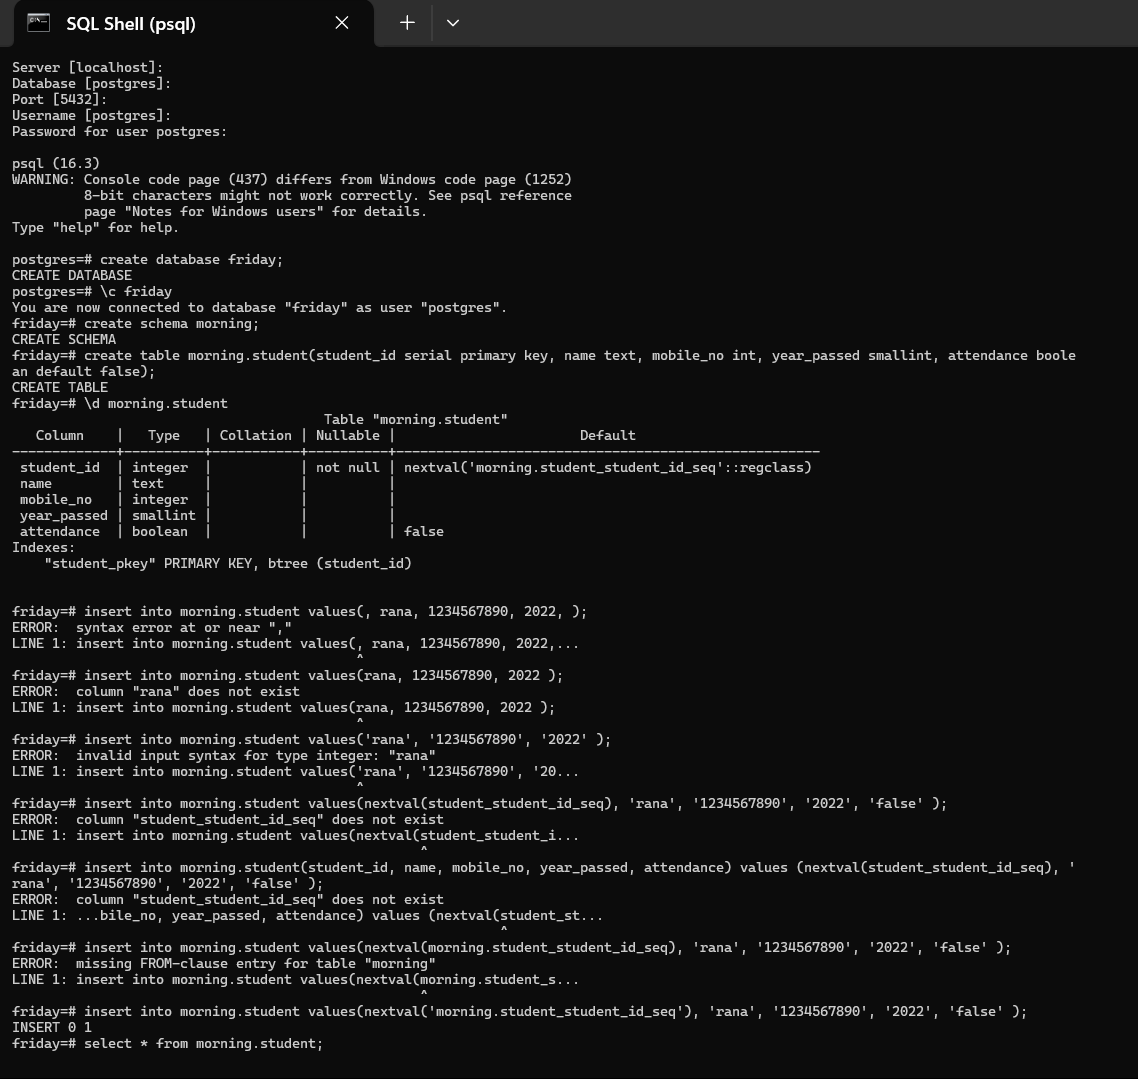 SQL Shell (psql)
Server [localhost]:
Database [postgres]:
Port [5432]:
Username [postgres]:
Password for user postgres:
psql (16.3)
WARNING: Console code page (437) differs from Windows code page (1252)
         8-bit characters might not work correctly. See psql reference
         page "Notes for Windows users" for details.
Type "help" for help.
postgres=# create database friday;
CREATE DATABASE
postgres=# \c friday
You are now connected to database "friday" as user "postgres".
friday=# create schema morning;
CREATE SCHEMA
friday=# create table morning.student(student_id serial primary key, name text, mobile_no int, year_passed smallint, attendance boole
an default false);
CREATE TABLE
friday=# \d morning.student
                                       Table "morning.student"
   Column    |   Type   | Collation | Nullable |                       Default
-------------+----------+-----------+----------+-----------------------------------------------------
 student_id  | integer  |           | not null | nextval('morning.student_student_id_seq'::regclass)
 name        | text     |           |          |
 mobile_no   | integer  |           |          |
 year_passed | smallint |           |          |
 attendance  | boolean  |           |          | false
Indexes:
    "student_pkey" PRIMARY KEY, btree (student_id)
friday=# insert into morning.student values(, rana, 1234567890, 2022, );
ERROR:  syntax error at or near ","
LINE 1: insert into morning.student values(, rana, 1234567890, 2022,...
                                           ^
friday=# insert into morning.student values(rana, 1234567890, 2022 );
ERROR:  column "rana" does not exist
LINE 1: insert into morning.student values(rana, 1234567890, 2022 );
                                           ^
friday=# insert into morning.student values('rana', '1234567890', '2022' );
ERROR:  invalid input syntax for type integer: "rana"
LINE 1: insert into morning.student values('rana', '1234567890', '20...
                                           ^
friday=# insert into morning.student values(nextval(student_student_id_seq), 'rana', '1234567890', '2022', 'false' );
ERROR:  column "student_student_id_seq" does not exist
LINE 1: insert into morning.student values(nextval(student_student_i...
                                                   ^
friday=# insert into morning.student(student_id, name, mobile_no, year_passed, attendance) values (nextval(student_student_id_seq), '
rana', '1234567890', '2022', 'false' );
ERROR:  column "student_student_id_seq" does not exist
LINE 1: ...bile_no, year_passed, attendance) values (nextval(student_st...
                                                             ^
friday=# insert into morning.student values(nextval(morning.student_student_id_seq), 'rana', '1234567890', '2022', 'false' );
ERROR:  missing FROM-clause entry for table "morning"
LINE 1: insert into morning.student values(nextval(morning.student_s...
                                                   ^
friday=# insert into morning.student values(nextval('morning.student_student_id_seq'), 'rana', '1234567890', '2022', 'false' );
INSERT 0 1
friday=# select * from morning.student;